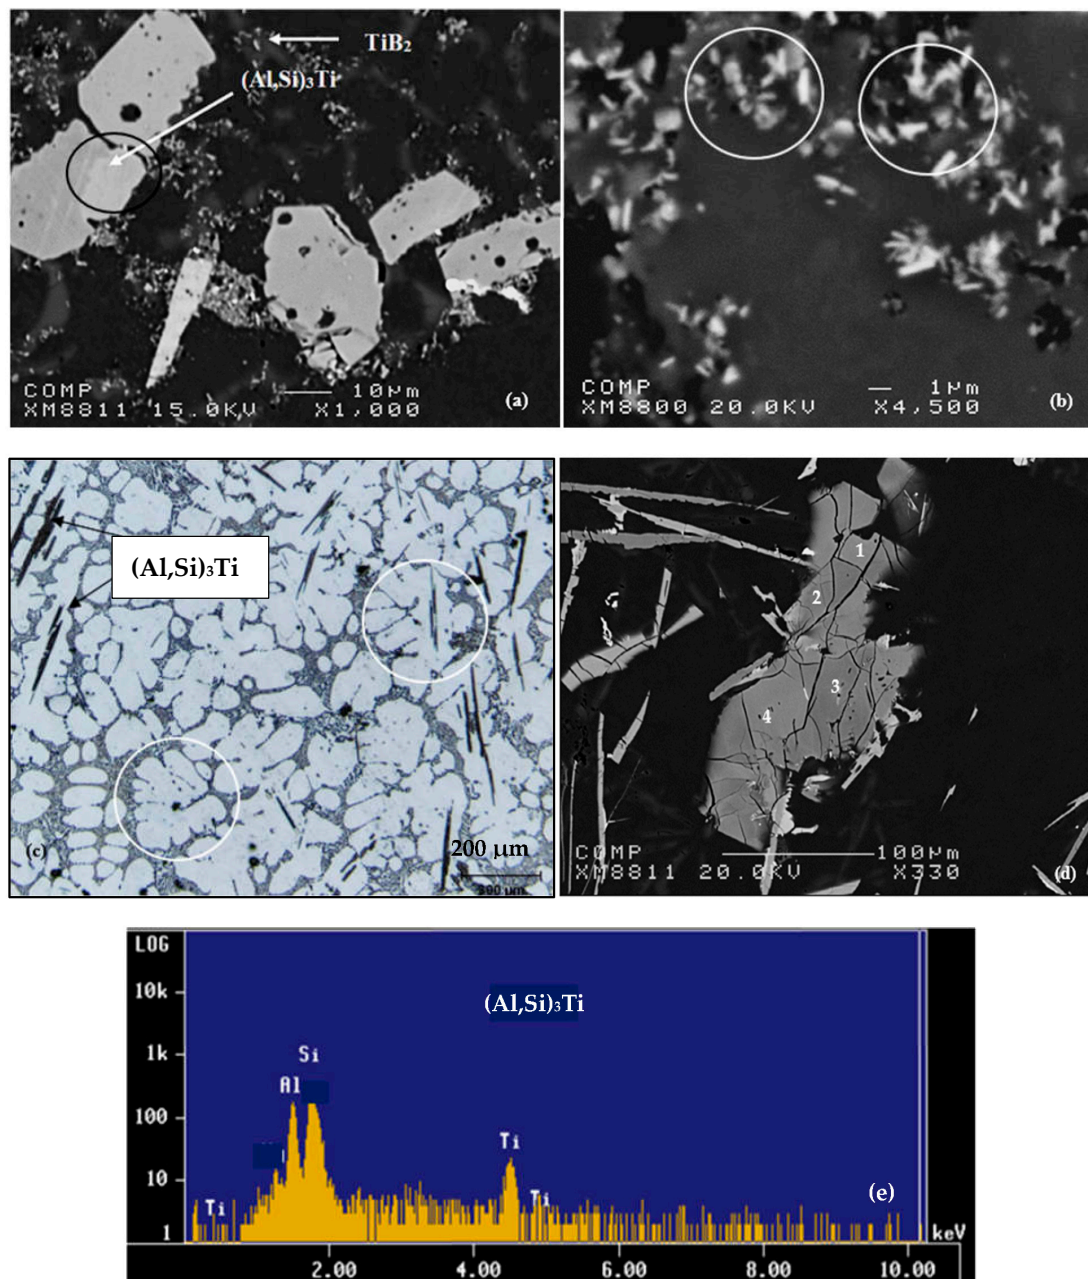 TiB₂
(Al,Si)₃Ti
COMP 10μm
XM8811 15.0KV X1,000
(a)
COMP 1μm
XM8800 20.0KV X4,500
(b)
(Al,Si)₃Ti
(c)
200 μm
1
2
3
4
COMP 100μm
XM8811 20.0KV X330
(d)
LOG
(Al,Si)₃Ti
10k
1k
Si
Al
100
Ti
10
Ti
Ti
(e)
1
keV
2.00 4.00 6.00 8.00 10.00